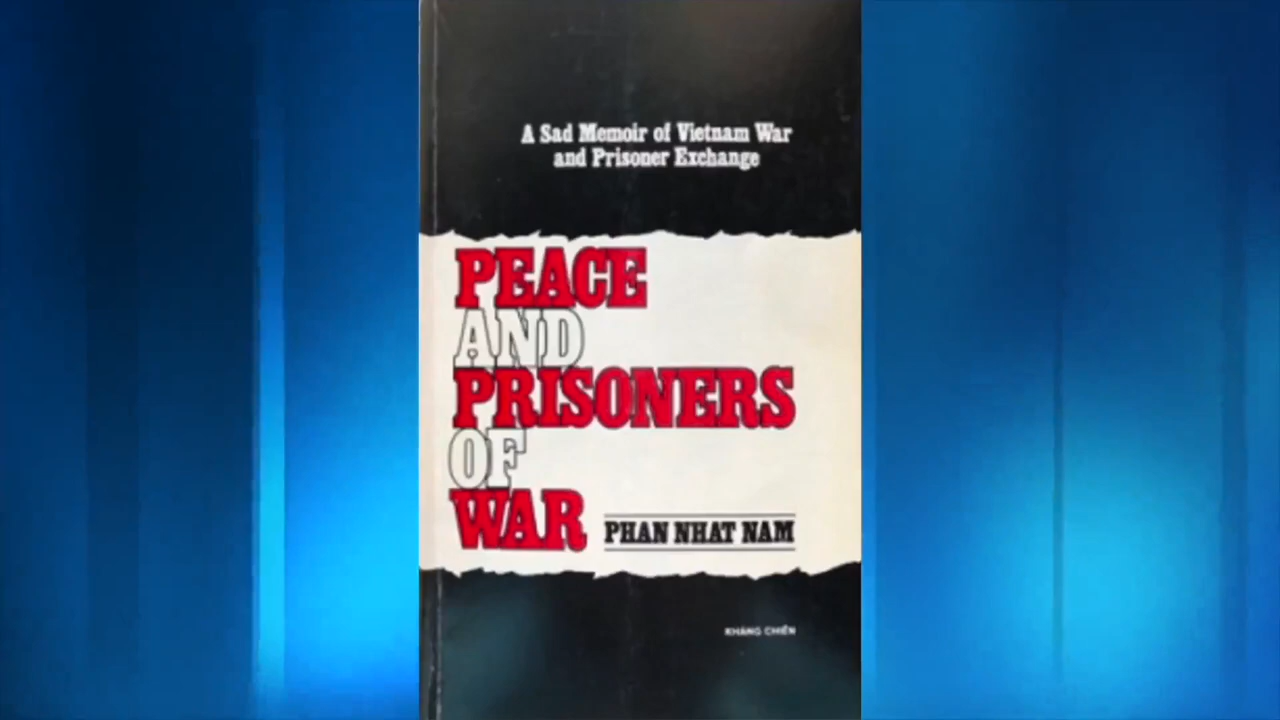 A Sad Memoir of Vietnam War
and Prisoner Exchange
PEACE
AND
PRISONERS
OF
WAR
PHAN NHAT NAM
KHÁNG CHIẾN